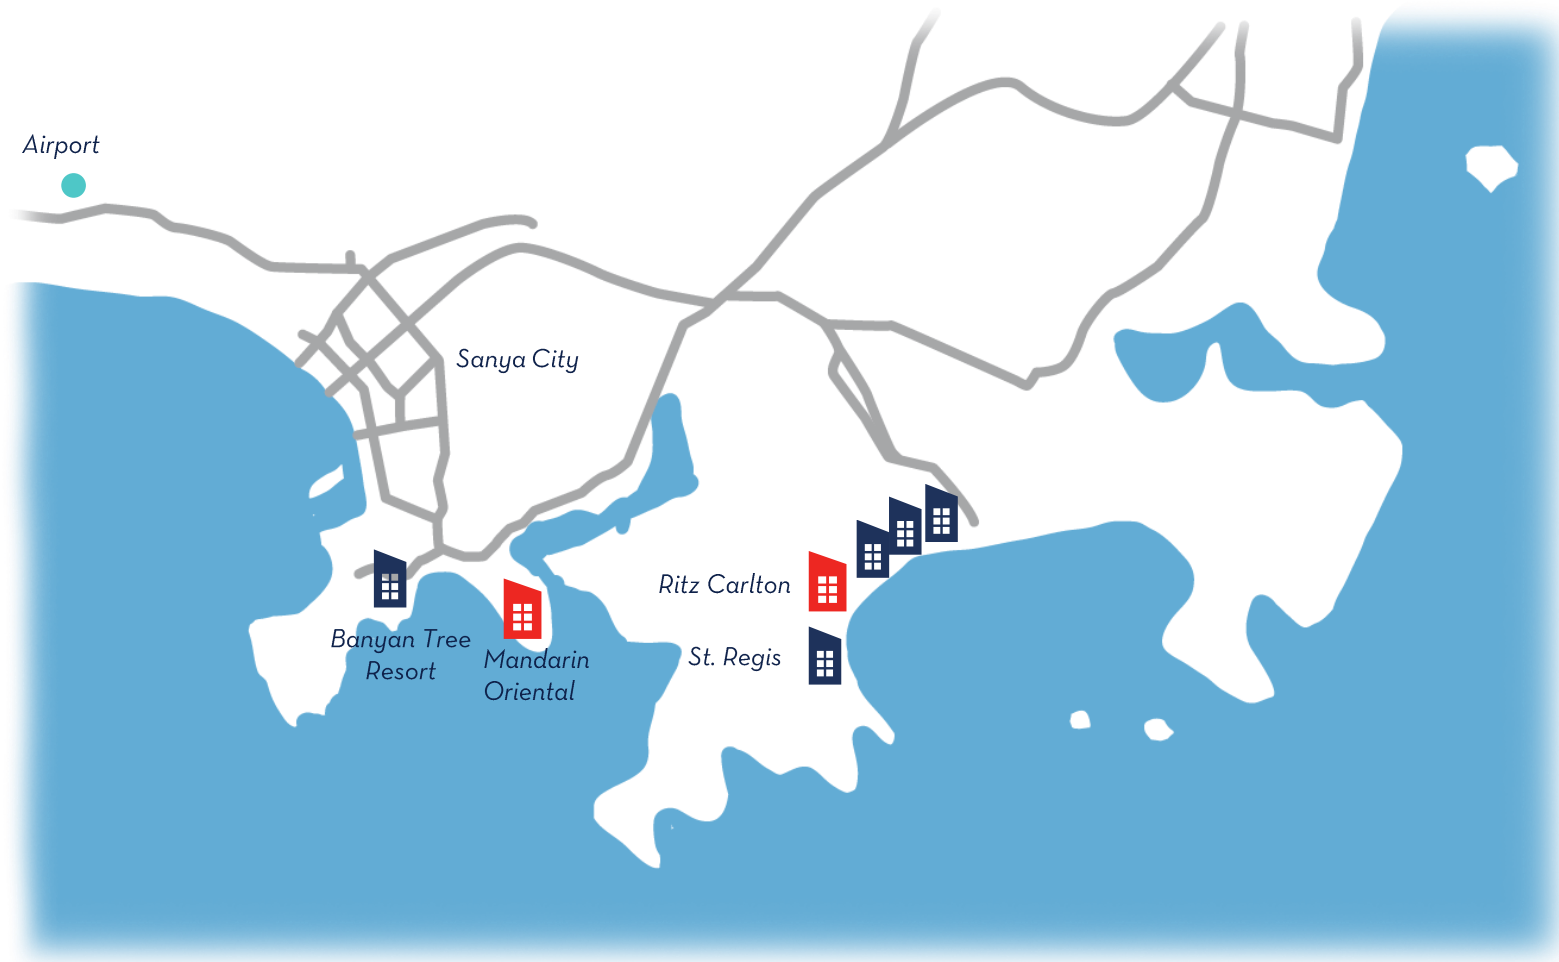 Airport
Sanya City
Ritz Carlton
Banyan Tree
Resort
Mandarin
Oriental
St. Regis